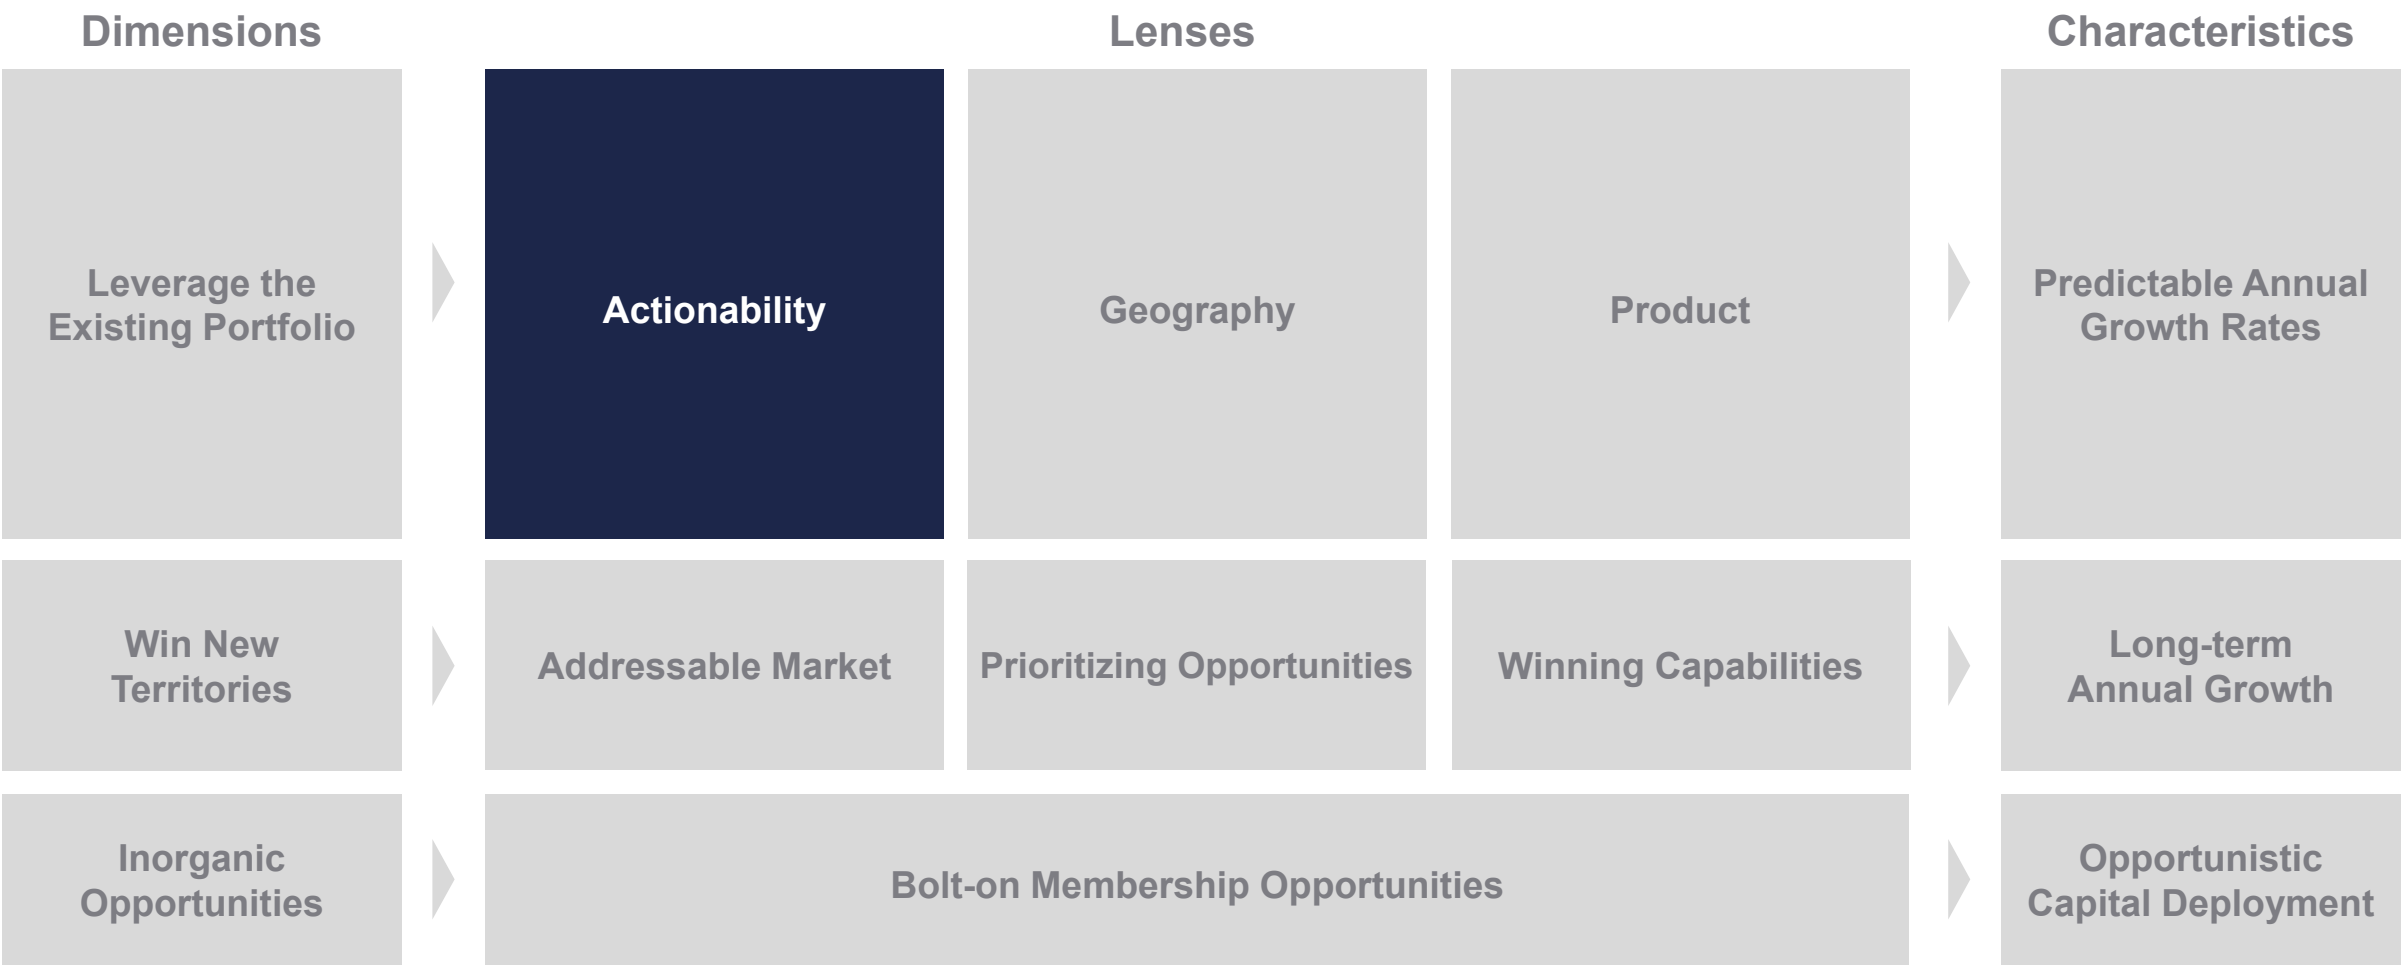 Dimensions
Lenses
Characteristics
Leverage the
Existing Portfolio
Actionability
Geography
Product
Predictable Annual
Growth Rates
Win New
Territories
Addressable Market
Prioritizing Opportunities
Winning Capabilities
Long-term
Annual Growth
Inorganic
Opportunities
Bolt-on Membership Opportunities
Opportunistic
Capital Deployment